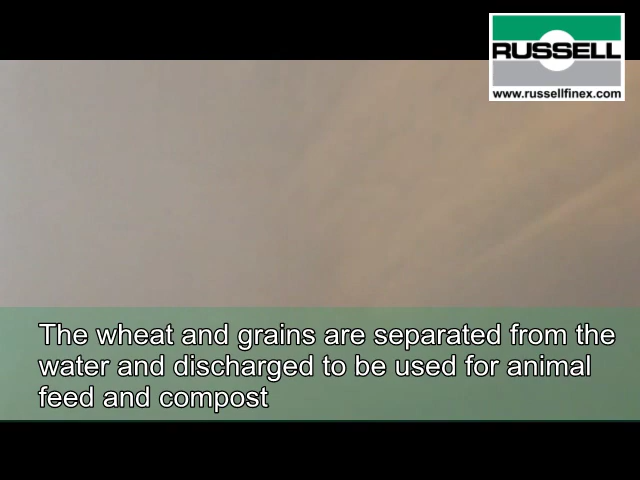 RUSSELL
www.russellfinex.com
The wheat and grains are separated from the
water and discharged to be used for animal
feed and compost